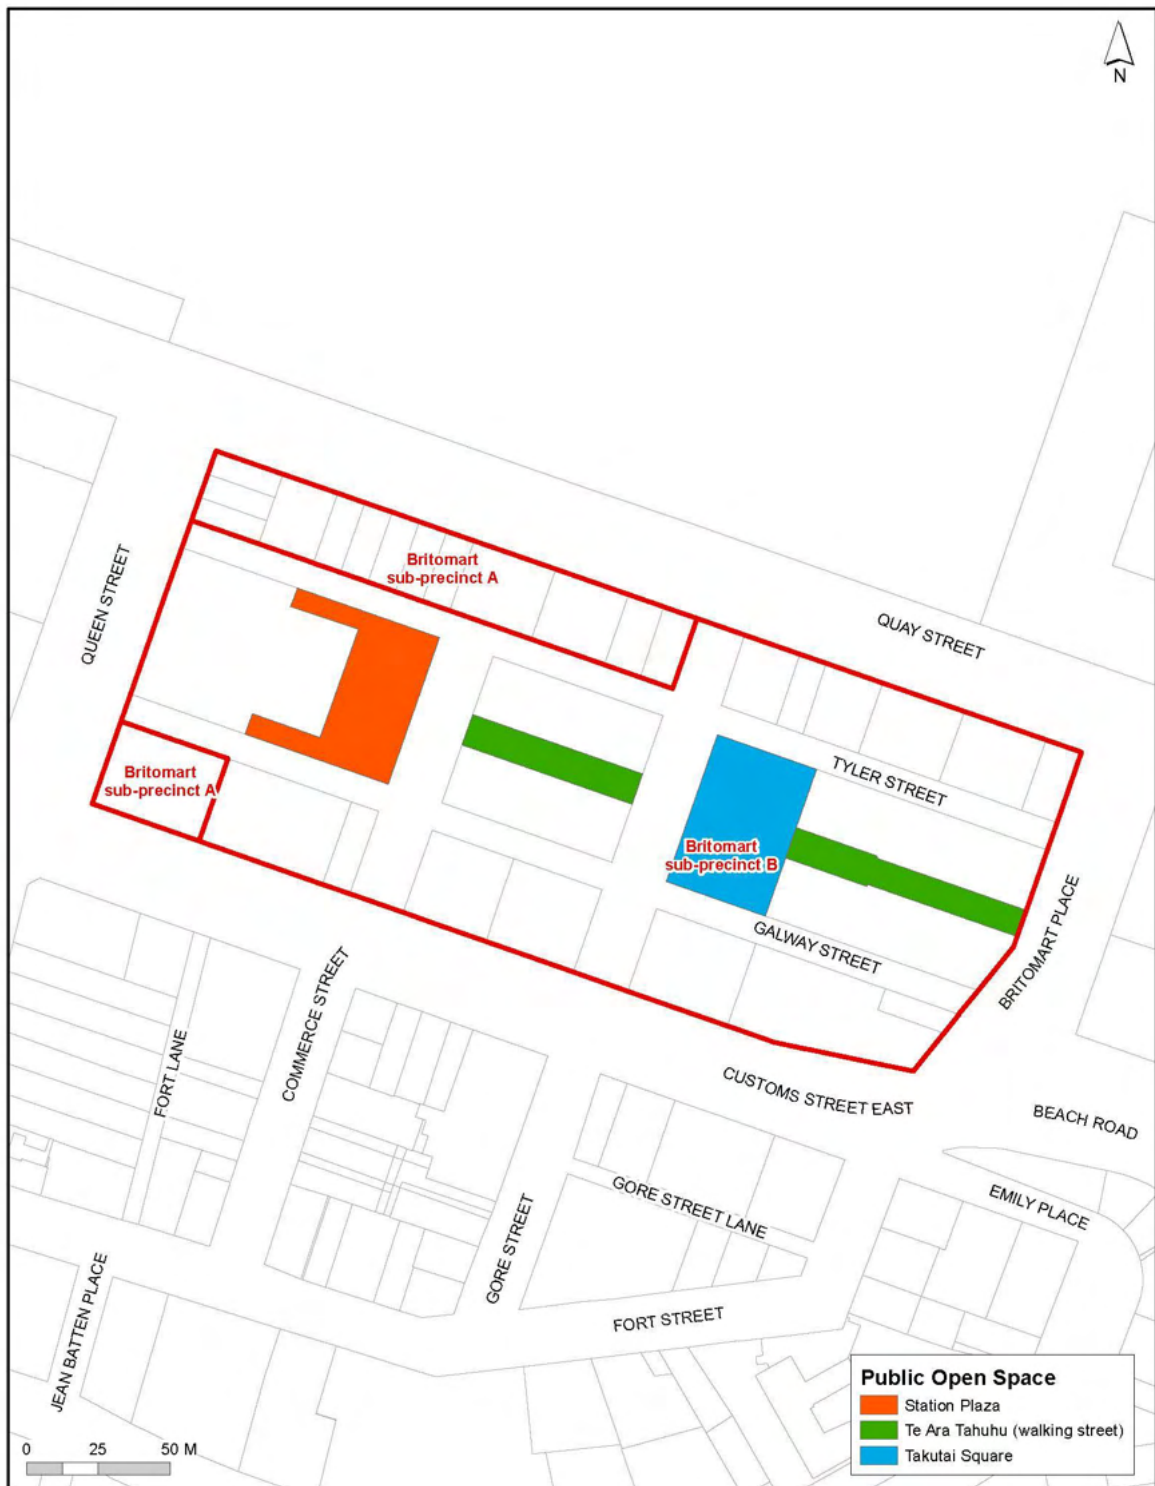 N
QUEEN STREET
Britomart
sub-precinct A
QUAY STREET
Britomart
sub-precinct A
TYLER STREET
Britomart
sub-precinct B
GALWAY STREET
BRITOMART PLACE
FORT LANE
COMMERCE STREET
CUSTOMS STREET EAST
BEACH ROAD
GORE STREET
GORE STREET LANE
EMILY PLACE
JEAN BATTEN PLACE
FORT STREET
Public Open Space
Station Plaza
Te Ara Tahuhu (walking street)
Takutai Square
0 25 50 M